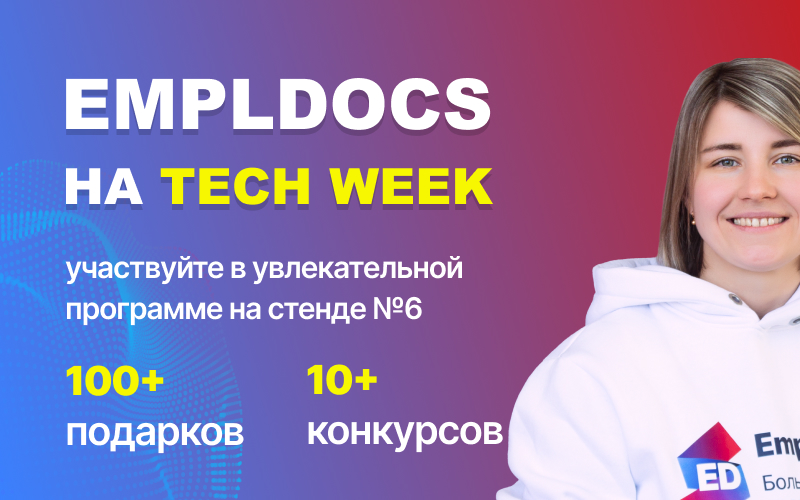 EMPLDOCS
НА TECH WEEK
участвуйте в увлекательной
программе на стенде №6
100+
10+
подарков
конкурсов
ED